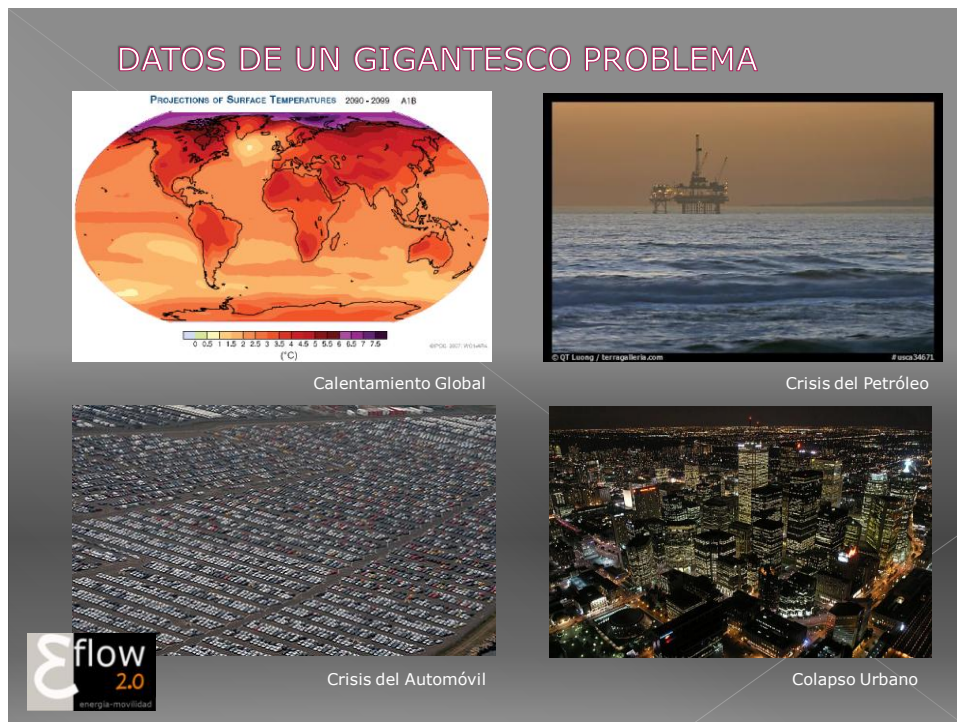 DATOS DE UN GIGANTESCO PROBLEMA
PROJECTIONS OF SURFACE TEMPERATURES 2090 - 2099 A1B
0 0.5 1 1.5 2 2.5 3 3.5 4 4.5 5 5.5 6 6.5 7 7.5
(°C)
© QT Luong / terragalleria.com #usca34671
Calentamiento Global
Crisis del Petróleo
εflow
2.0
energía-movilidad
Crisis del Automóvil
Colapso Urbano